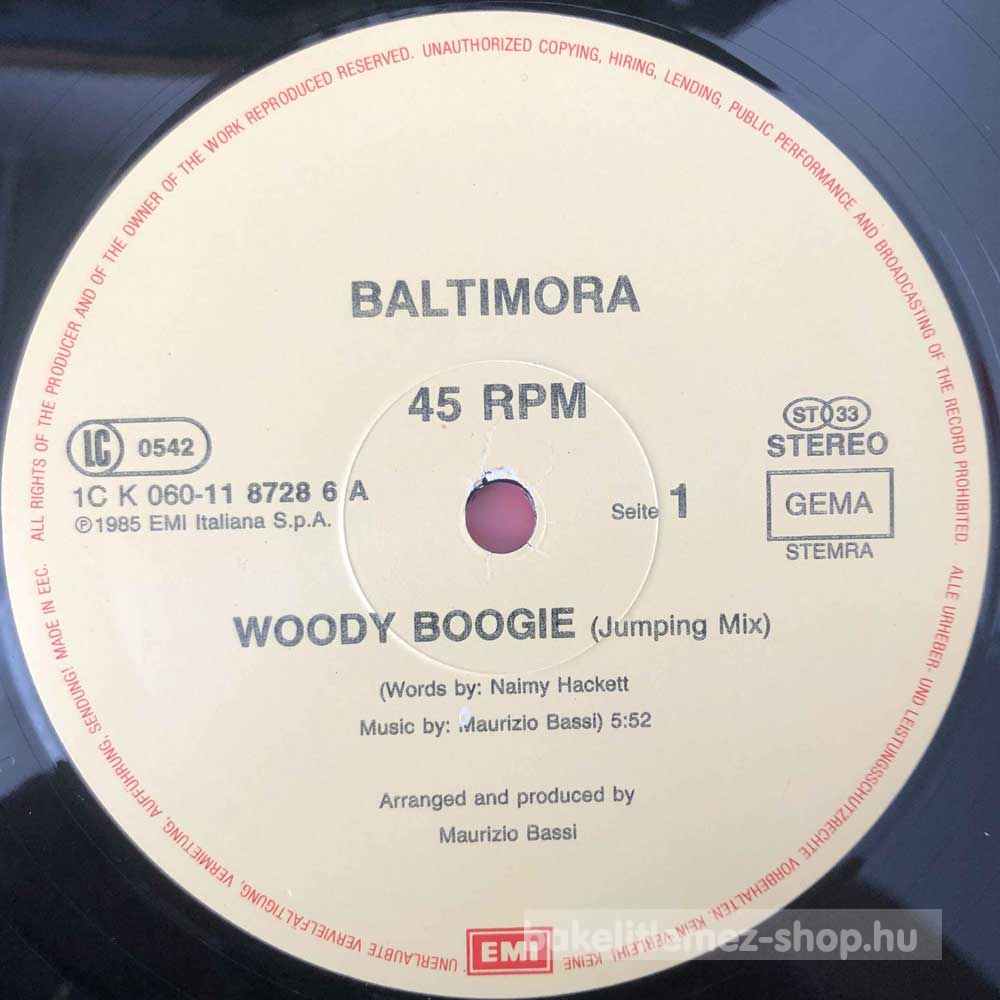 ALL RIGHTS OF THE PRODUCER AND OF THE OWNER OF THE WORK REPRODUCED RESERVED. UNAUTHORIZED COPYING, HIRING, LENDING, PUBLIC PERFORMANCE AND BROADCASTING OF THE RECORD PROHIBITED.
BALTIMORA
45 RPM
LC 0542
1C K 060-11 8728 6 A
℗1985 EMI Italiana S.p.A.
ST 33
STEREO
GEMA
STEMRA
Seite 1
WOODY BOOGIE (Jumping Mix)
(Words by: Naimy Hackett
Music by: Maurizio Bassi) 5:52
Arranged and produced by
Maurizio Bassi
EMI
ALLE URHEBER- UND LEISTUNGSSCHUTZRECHTE VORBEHALTEN. KEIN VERLEIH! KEINE UNERLAUBTE VERVIELFÄLTIGUNG, VERMIETUNG, AUFFÜHRUNG, SENDUNG! MADE IN EEC.
bakelitlemez-shop.hu